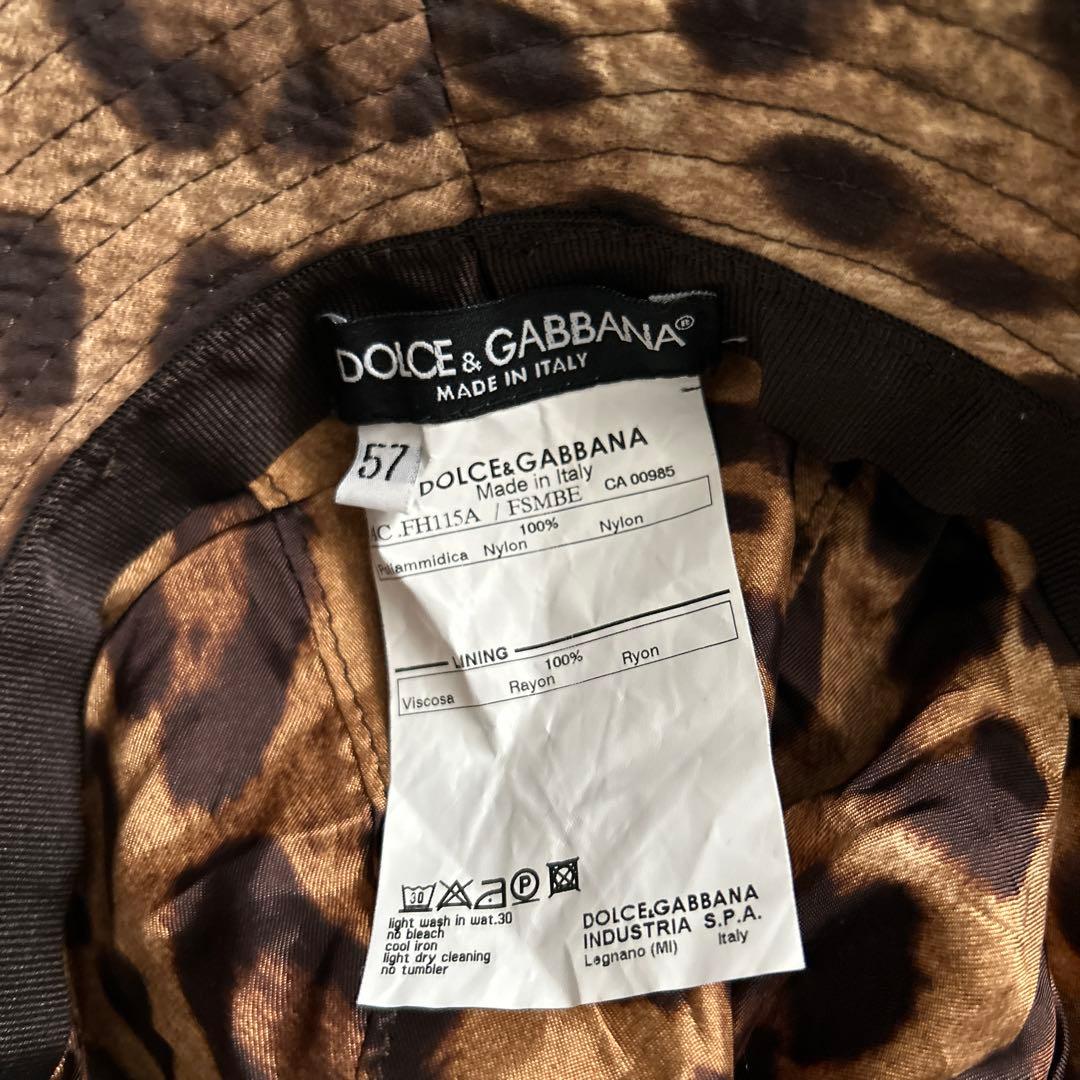 DOLCE & GABBANA®
MADE IN ITALY
57
DOLCE&GABBANA
Made in Italy
CA 00985
AC .FH115A / FSMBE
100%
Poliammidica Nylon Nylon
LINING
100%
Viscosa Rayon Ryon
30 P
light wash in wat.30
no bleach
cool iron
light dry cleaning
no tumbler
DOLCE&GABBANA
INDUSTRIA S.P.A.
Legnano (MI) Italy